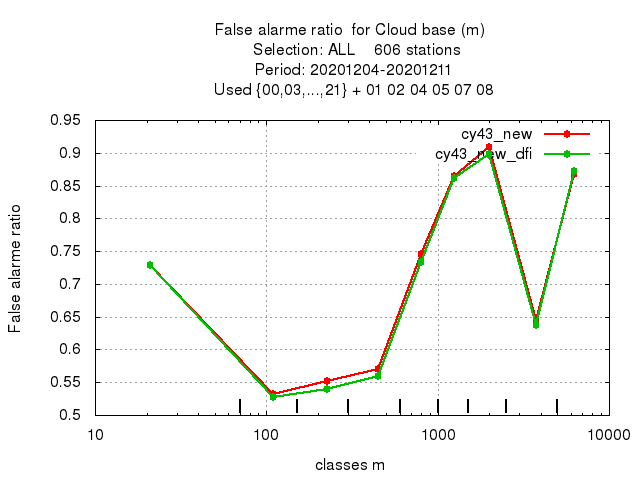 False alarme ratio  for Cloud base (m)
Selection: ALL    606 stations
Period: 20201204-20201211
Used {00,03,...,21} + 01 02 04 05 07 08
cy43_new
cy43_new_dfi
0.95
0.9
0.85
0.8
0.75
0.7
0.65
0.6
0.55
0.5
False alarme ratio
10
100
1000
10000
classes m